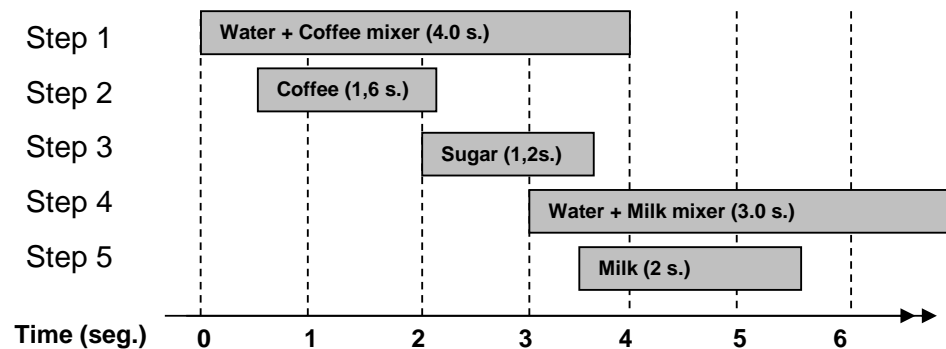 Step 1 Water + Coffee mixer (4.0 s.)
Step 2 Coffee (1,6 s.)
Step 3 Sugar (1,2s.)
Step 4 Water + Milk mixer (3.0 s.)
Step 5 Milk (2 s.)
Time (seg.) 0 1 2 3 4 5 6